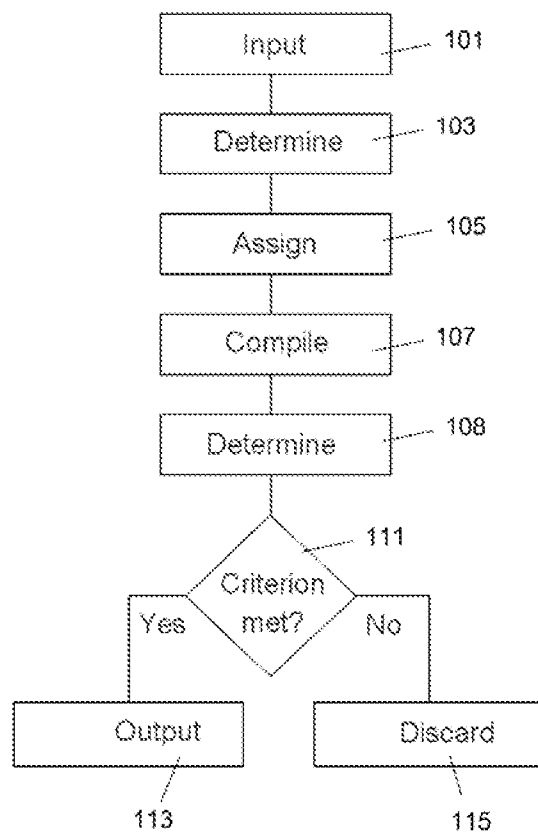 Input
101
Determine
103
Assign
105
Compile
107
Determine
108
111
Criterion
met?
Yes
No
Output
Discard
113
115